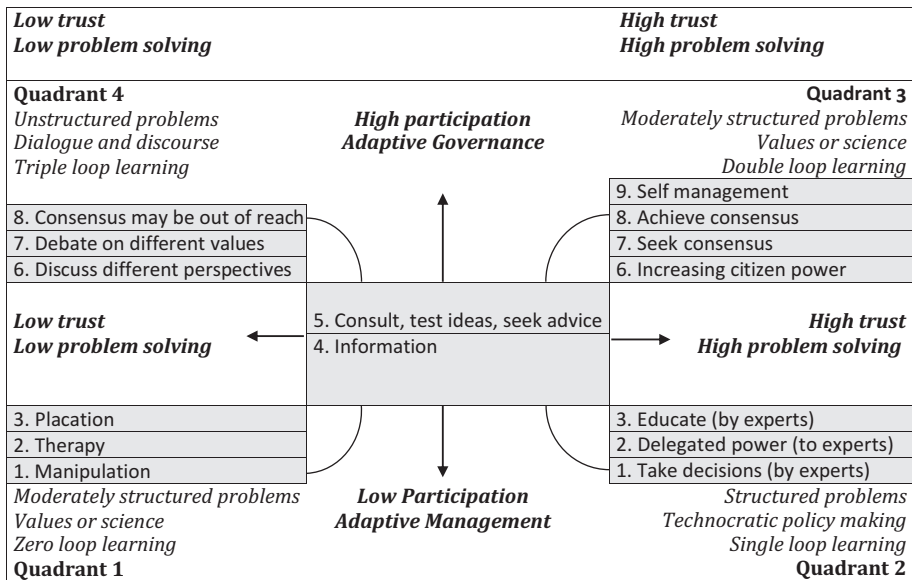 Low trust
Low problem solving
High trust
High problem solving
Quadrant 4
Unstructured problems
Dialogue and discourse
Triple loop learning
High participation
Adaptive Governance
Quadrant 3
Moderately structured problems
Values or science
Double loop learning
8. Consensus may be out of reach
7. Debate on different values
6. Discuss different perspectives
9. Self management
8. Achieve consensus
7. Seek consensus
6. Increasing citizen power
Low trust
Low problem solving
5. Consult, test ideas, seek advice
4. Information
High trust
High problem solving
3. Placation
2. Therapy
1. Manipulation
Moderately structured problems
Values or science
Zero loop learning
Quadrant 1
Low Participation
Adaptive Management
3. Educate (by experts)
2. Delegated power (to experts)
1. Take decisions (by experts)
Structured problems
Technocratic policy making
Single loop learning
Quadrant 2